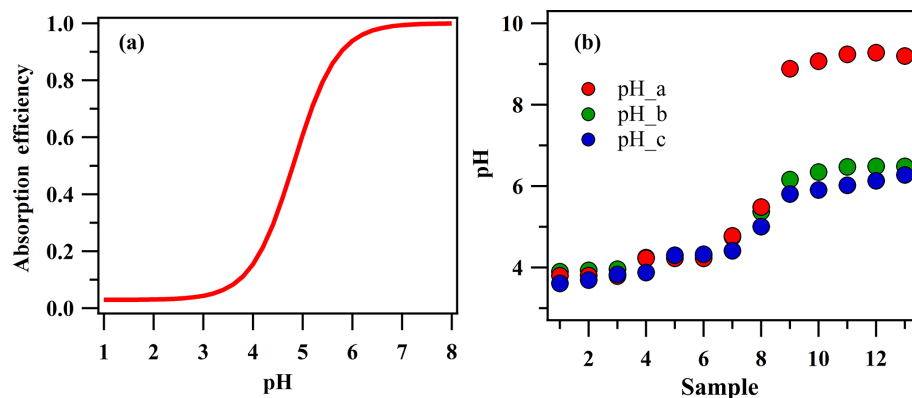 (a)
Absorption efficiency
1.0
0.8
0.6
0.4
0.2
0.0
1 2 3 4 5 6 7 8
pH
(b)
pH_a
pH_b
pH_c
pH
10
8
6
4
2 4 6 8 10 12
Sample